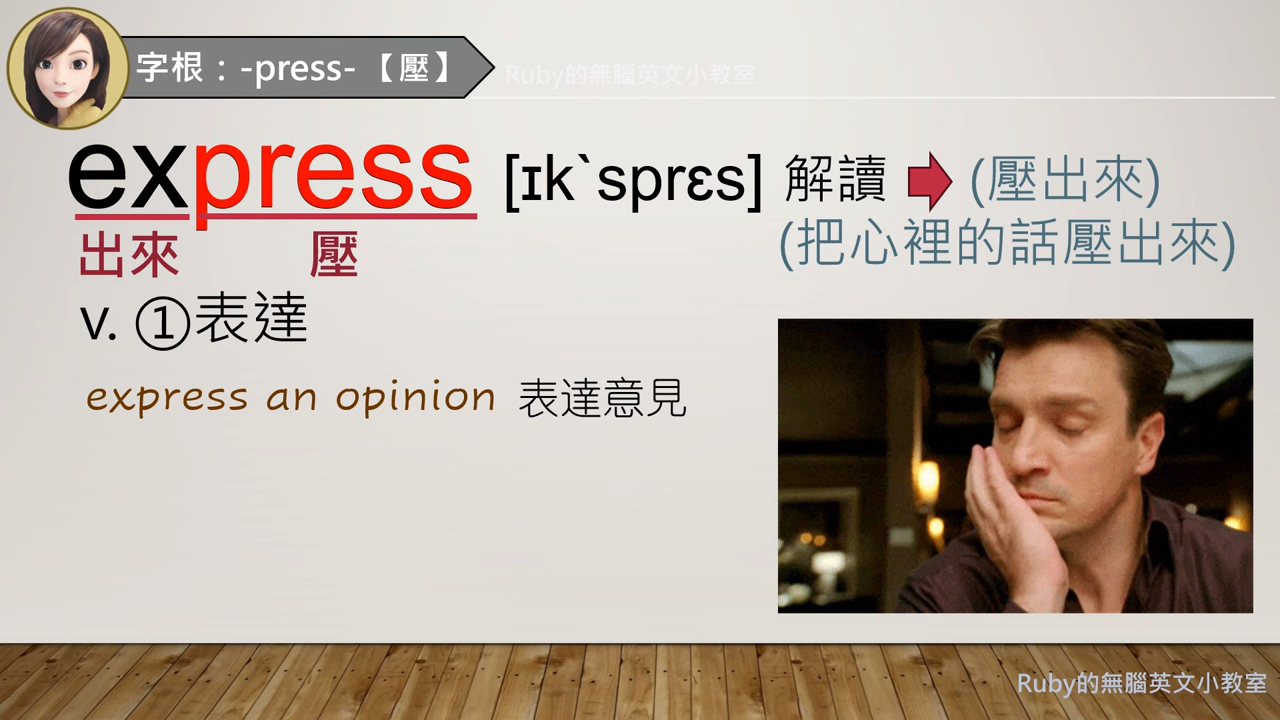 字根：-press- 【壓】
Ruby的無腦英文小教室
express [ɪkˋsprɛs] 解讀 (壓出來)
出來 壓 (把心裡的話壓出來)
v. ①表達
express an opinion 表達意見
Ruby的無腦英文小教室